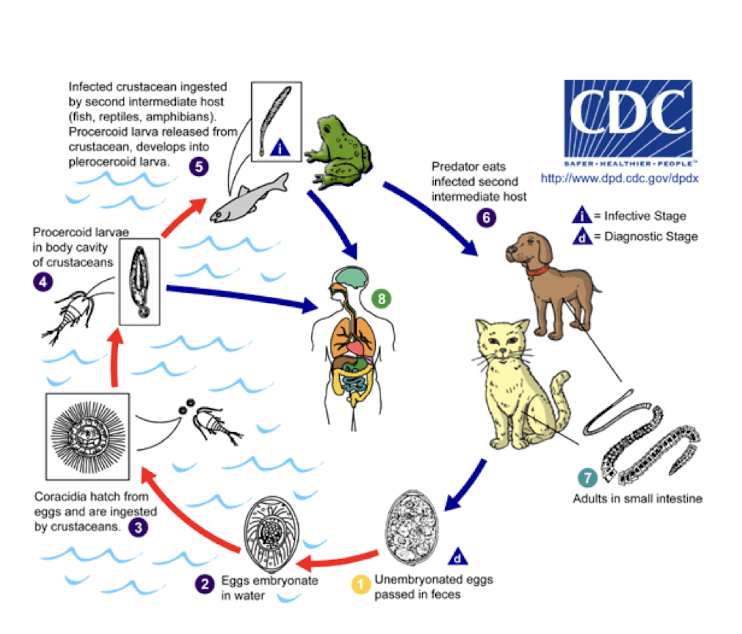 Infected crustacean ingested
by second intermediate host
(fish, reptiles, amphibians).
Procercoid larva released from
crustacean, develops into
plerocercoid larva.
5
i
CDC
SAFER • HEALTHIER • PEOPLE™
http://www.dpd.cdc.gov/dpdx
Predator eats
infected second
intermediate host
6
i = Infective Stage
d = Diagnostic Stage
Procercoid larvae
in body cavity
of crustaceans
4
8
Coracidia hatch from
eggs and are ingested
by crustaceans. 3
7
Adults in small intestine
d
2 Eggs embryonate
in water
1 Unembryonated eggs
passed in feces